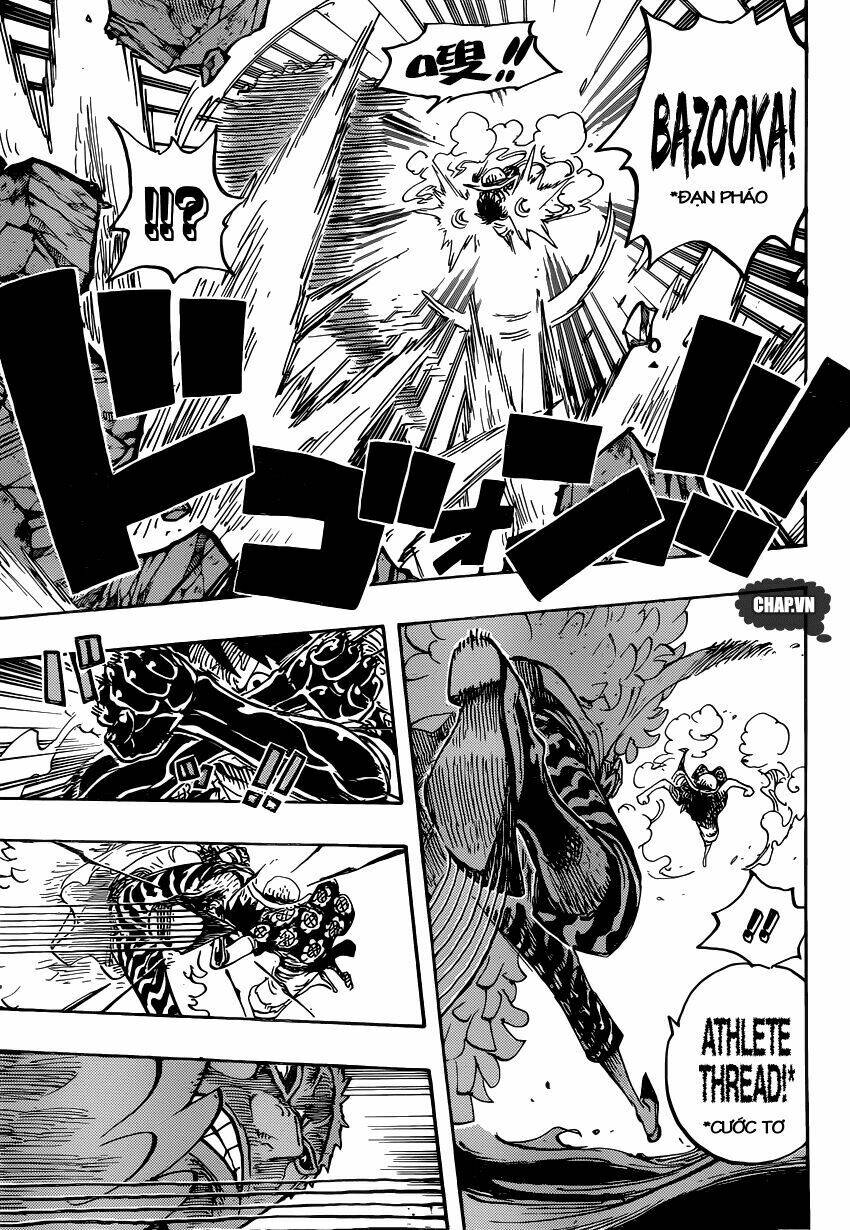 BAZOOKA!
*ĐẠN PHÁO
嗖!!
!!?
ドゴォン!!!
CHAP.VN
!!
!!
!!
ATHLETE
THREAD!*
*CƯỚC TƠ